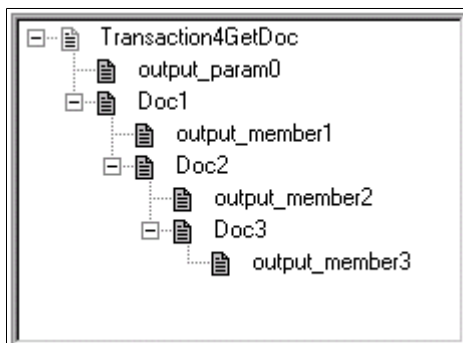 Transaction4GetDoc
output_param0
Doc1
output_member1
Doc2
output_member2
Doc3
output_member3